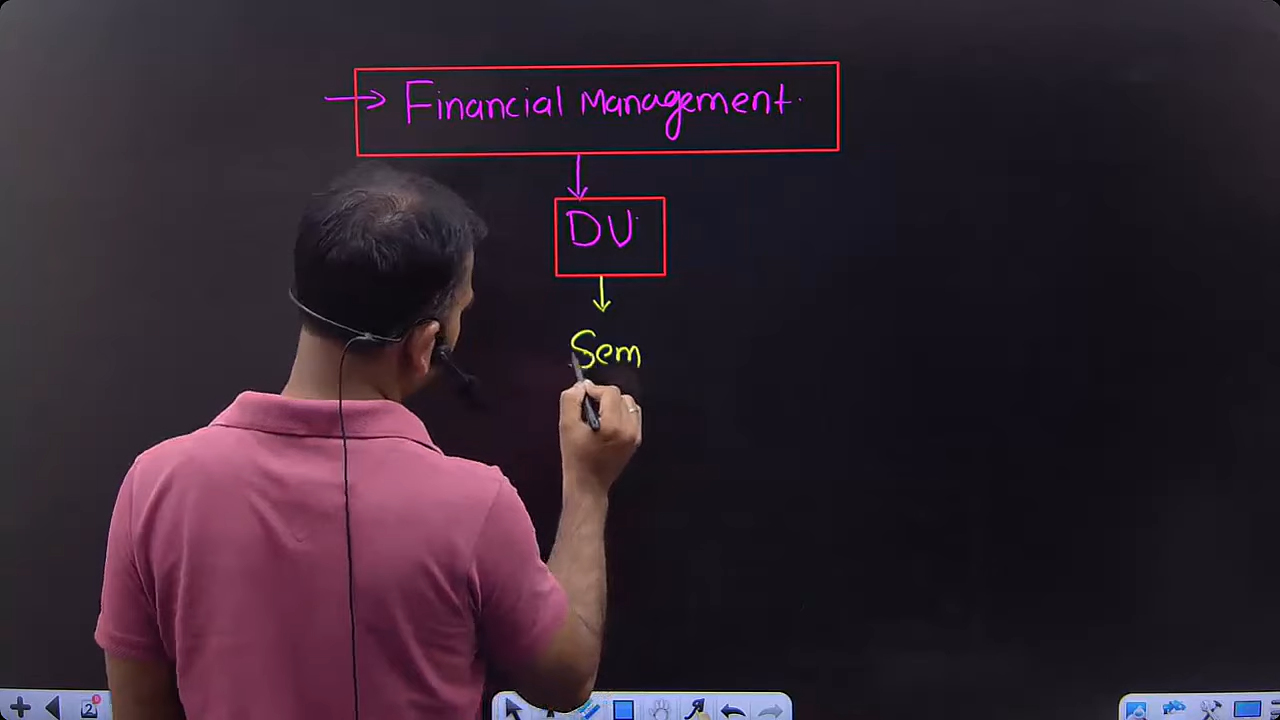 → Financial Management.
DU
Sem